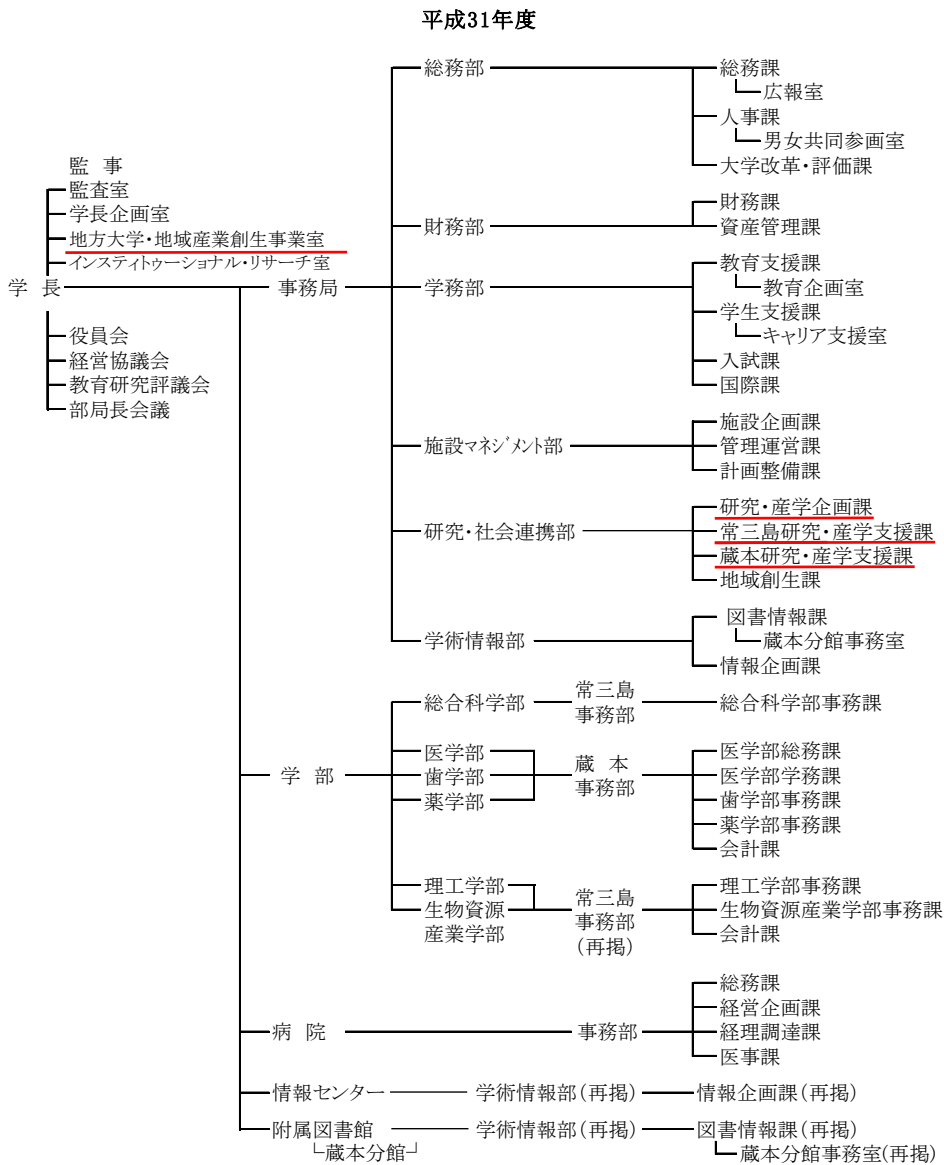 平成31年度
総務部
総務課
広報室
人事課
男女共同参画室
大学改革・評価課
監 事
監査室
学長企画室
地方大学・地域産業創生事業室
インスティトゥーショナル・リサーチ室
学 長
役員会
経営協議会
教育研究評議会
部局長会議
事務局
財務部
財務課
資産管理課
学務部
教育支援課
教育企画室
学生支援課
キャリア支援室
入試課
国際課
施設マネジメント部
施設企画課
管理運営課
計画整備課
研究・社会連携部
研究・産学企画課
常三島研究・産学支援課
蔵本研究・産学支援課
地域創生課
学術情報部
図書情報課
蔵本分館事務室
情報企画課
学 部
総合科学部
常三島
事務部
総合科学部事務課
医学部
歯学部
薬学部
蔵 本
事務部
医学部総務課
医学部学務課
歯学部事務課
薬学部事務課
会計課
理工学部
生物資源
産業学部
常三島
事務部
(再掲)
理工学部事務課
生物資源産業学部事務課
会計課
病 院
事務部
総務課
経営企画課
経理調達課
医事課
情報センター
学術情報部(再掲)
情報企画課(再掲)
附属図書館
蔵本分館
学術情報部(再掲)
図書情報課(再掲)
蔵本分館事務室(再掲)